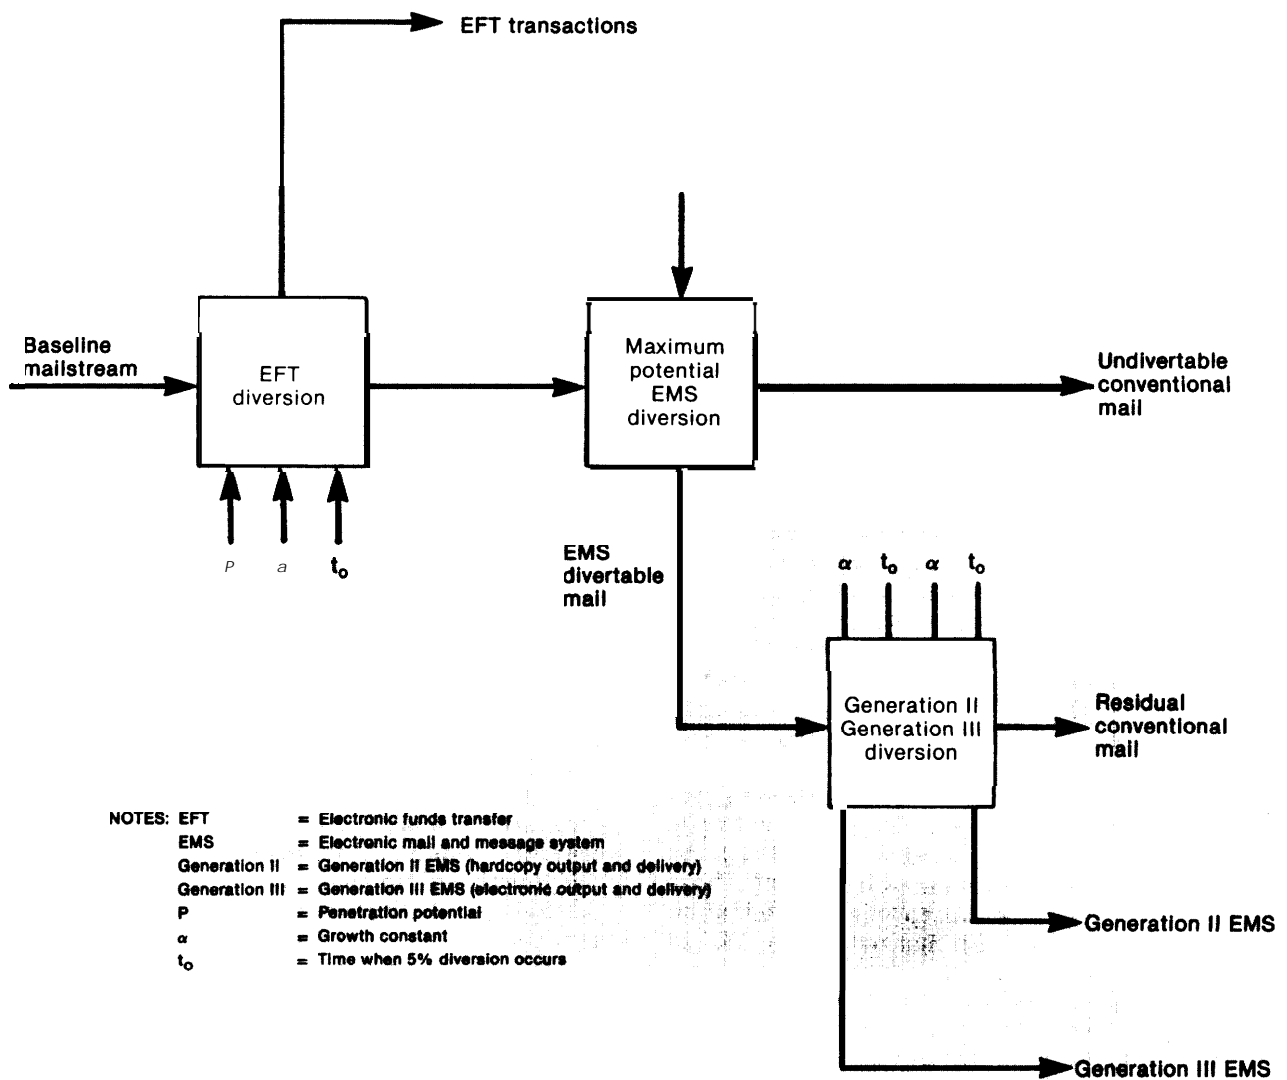 EFT transactions
Baseline
mailstream
EFT
diversion
P a t₀
Maximum
potential
EMS
diversion
Undivertable
conventional
mail
EMS
divertable
mail
α t₀ α t₀
Generation II
Generation III
diversion
Residual
conventional
mail
Generation II EMS
Generation III EMS
NOTES: EFT = Electronic funds transfer
EMS = Electronic mail and message system
Generation II = Generation II EMS (hardcopy output and delivery)
Generation III = Generation III EMS (electronic output and delivery)
P = Penetration potential
α = Growth constant
t₀ = Time when 5% diversion occurs